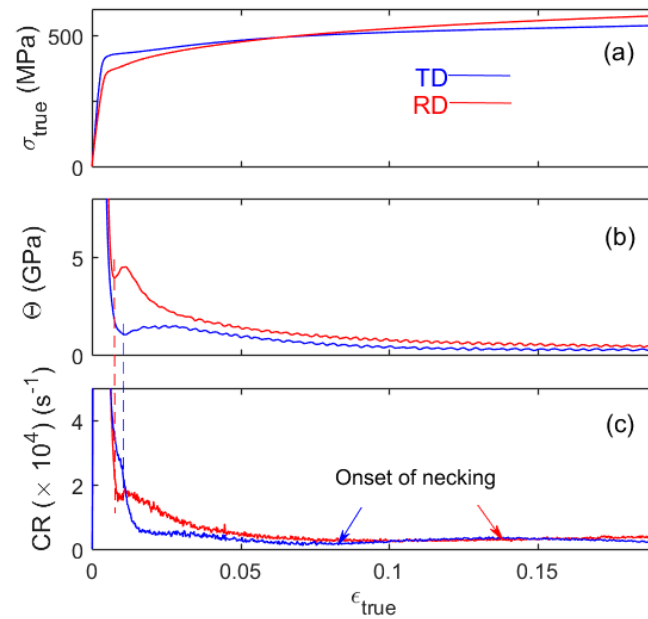 500
0
σtrue (MPa)
(a)
TD
RD
5
0
Θ (GPa)
(b)
4
2
0
CR (× 10⁴) (s⁻¹)
(c)
Onset of necking
0
0.05
0.1
0.15
ϵtrue